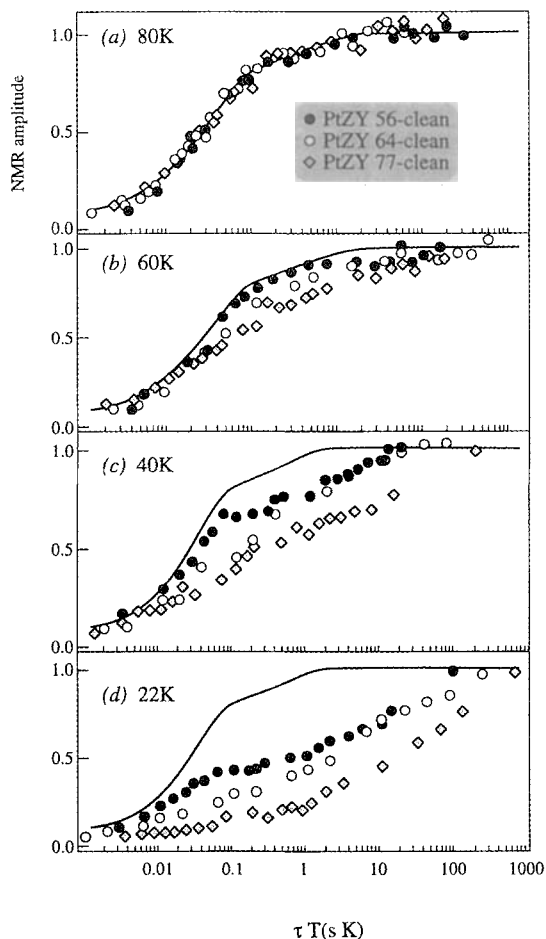 1.0
(a) 80K
NMR amplitude
0.5
0.0
PtZY 56-clean
PtZY 64-clean
PtZY 77-clean
1.0
(b) 60K
0.5
0.0
1.0
(c) 40K
0.5
0.0
1.0
(d) 22K
0.5
0.0
0.01 0.1 1 10 100 1000
τ T(s K)